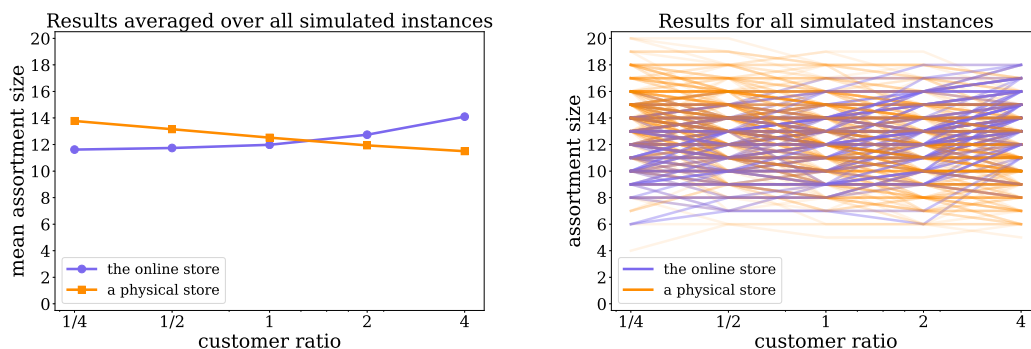 Results averaged over all simulated instances
mean assortment size
20
18
16
14
12
10
8
6
4
2
0
the online store
a physical store
1/4 1/2 1 2 4
customer ratio
Results for all simulated instances
assortment size
20
18
16
14
12
10
8
6
4
2
0
the online store
a physical store
1/4 1/2 1 2 4
customer ratio